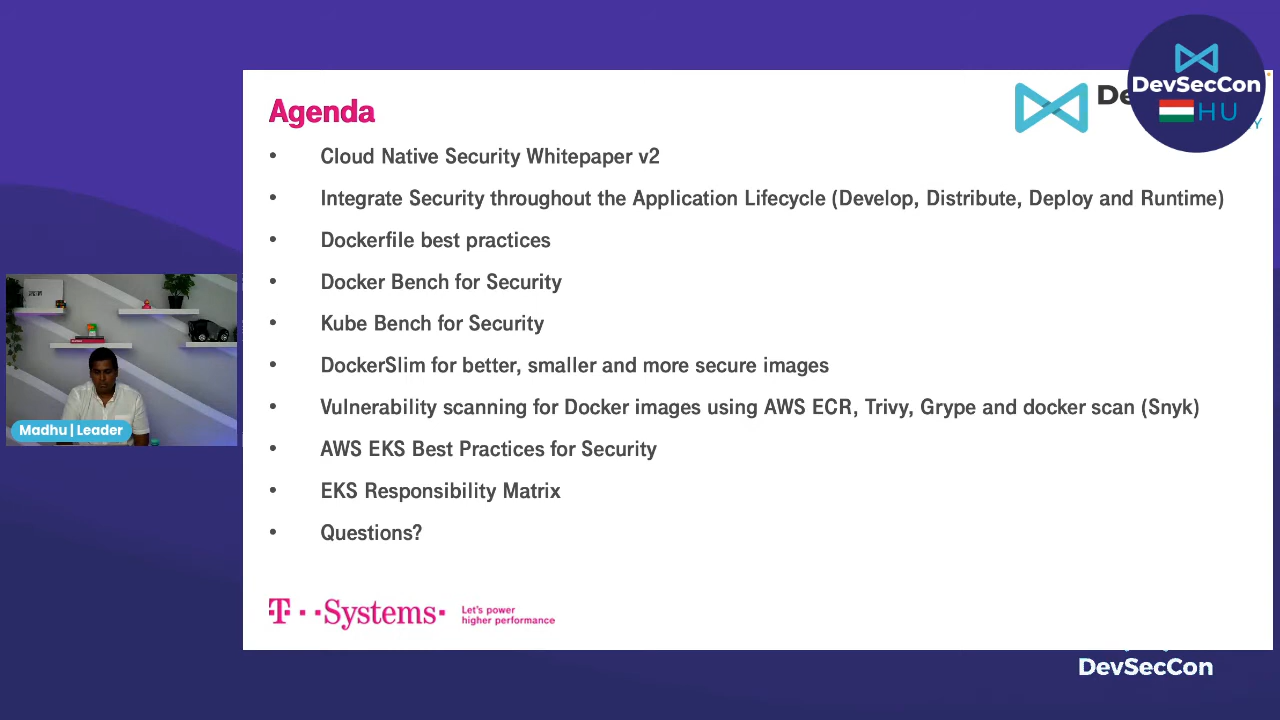 Agenda
• Cloud Native Security Whitepaper v2
• Integrate Security throughout the Application Lifecycle (Develop, Distribute, Deploy and Runtime)
• Dockerfile best practices
• Docker Bench for Security
• Kube Bench for Security
• DockerSlim for better, smaller and more secure images
• Vulnerability scanning for Docker images using AWS ECR, Trivy, Grype and docker scan (Snyk)
• AWS EKS Best Practices for Security
• EKS Responsibility Matrix
• Questions?
T · ·Systems·
Let's power
higher performance
DevSecCon
HU
Madhu | Leader
DevSecCon